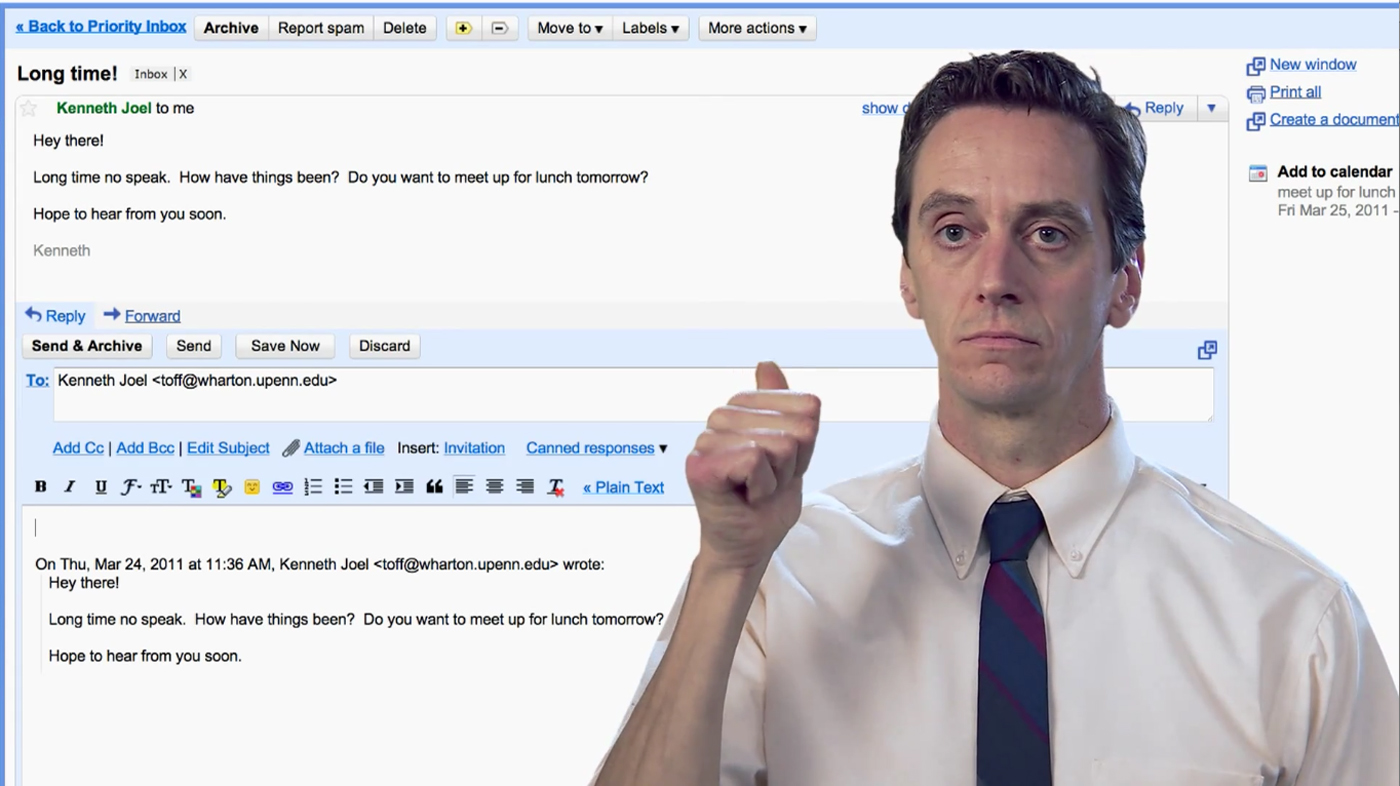 « Back to Priority Inbox Archive Report spam Delete Move to ▾ Labels ▾ More actions ▾
Long time! Inbox | X
New window
Print all
Create a document
Kenneth Joel to me
show Reply
Hey there!
Long time no speak. How have things been? Do you want to meet up for lunch tomorrow?
Hope to hear from you soon.
Kenneth
Add to calendar
meet up for lunch
Fri Mar 25, 2011 -
Reply Forward
Send & Archive Send Save Now Discard
To: Kenneth Joel <toff@wharton.upenn.edu>
Add Cc | Add Bcc | Edit Subject Attach a file Insert: Invitation Canned responses ▾
B I U « Plain Text
On Thu, Mar 24, 2011 at 11:36 AM, Kenneth Joel <toff@wharton.upenn.edu> wrote:
Hey there!
Long time no speak. How have things been? Do you want to meet up for lunch tomorrow?
Hope to hear from you soon.